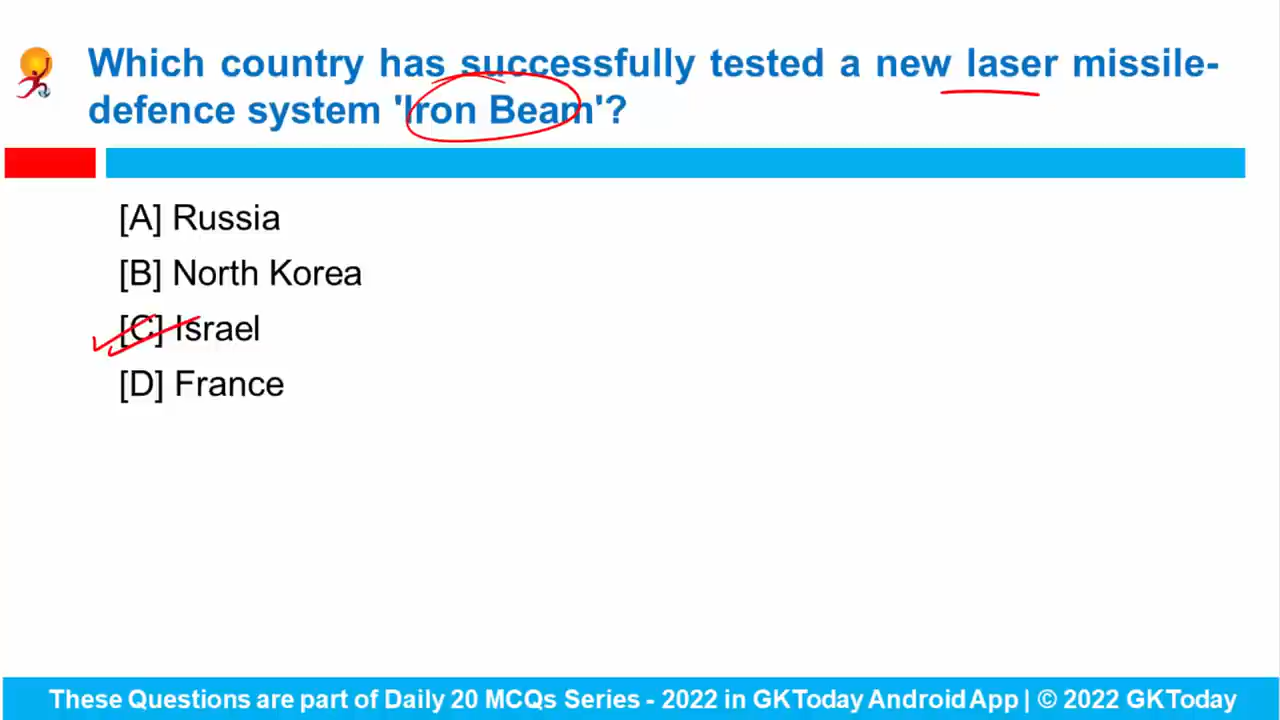 Which country has successfully tested a new laser missile-
defence system 'Iron Beam'?
[A] Russia
[B] North Korea
[C] Israel
[D] France
These Questions are part of Daily 20 MCQs Series - 2022 in GKToday Android App | © 2022 GKToday